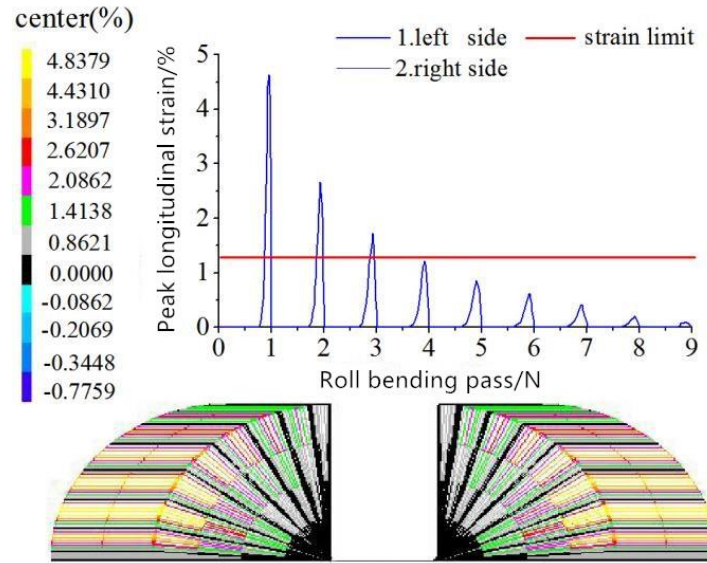 center(%)
4.8379
4.4310
3.1897
2.6207
2.0862
1.4138
0.8621
0.0000
-0.0862
-0.2069
-0.3448
-0.7759
1.left side
strain limit
2.right side
Peak longitudinal strain/%
5
4
3
2
1
0
0 1 2 3 4 5 6 7 8 9
Roll bending pass/N